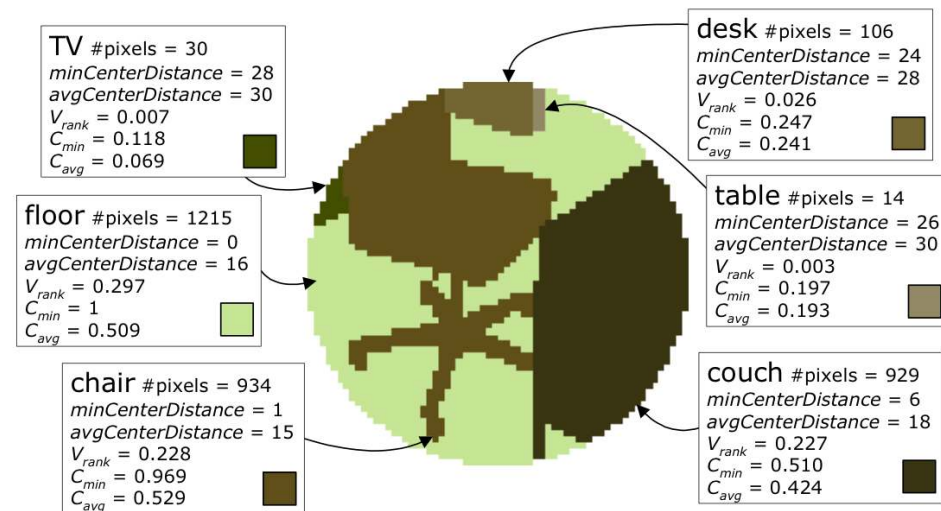 TV #pixels = 30
minCenterDistance = 28
avgCenterDistance = 30
Vrank = 0.007
Cmin = 0.118
Cavg = 0.069
desk #pixels = 106
minCenterDistance = 24
avgCenterDistance = 28
Vrank = 0.026
Cmin = 0.247
Cavg = 0.241
floor #pixels = 1215
minCenterDistance = 0
avgCenterDistance = 16
Vrank = 0.297
Cmin = 1
Cavg = 0.509
table #pixels = 14
minCenterDistance = 26
avgCenterDistance = 30
Vrank = 0.003
Cmin = 0.197
Cavg = 0.193
chair #pixels = 934
minCenterDistance = 1
avgCenterDistance = 15
Vrank = 0.228
Cmin = 0.969
Cavg = 0.529
couch #pixels = 929
minCenterDistance = 6
avgCenterDistance = 18
Vrank = 0.227
Cmin = 0.510
Cavg = 0.424